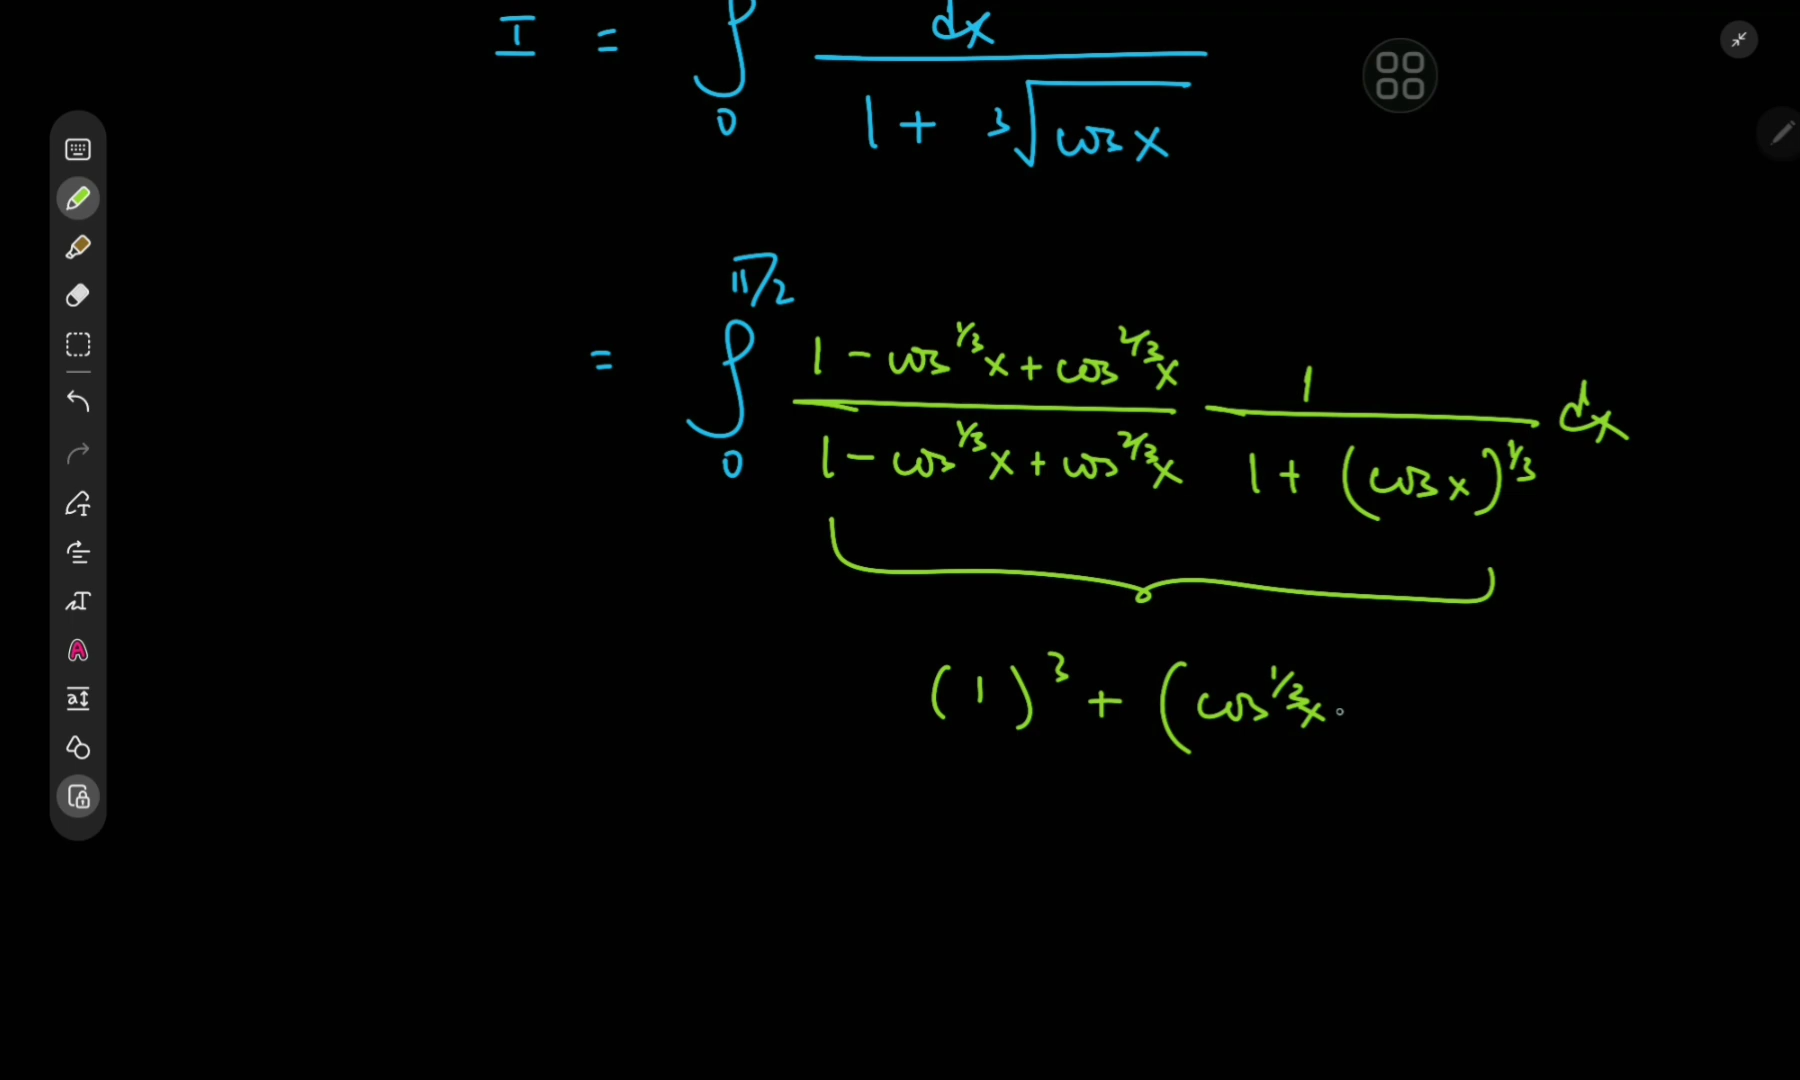 I = ∫₀ dx / (1 + ³√cos x)
= ∫₀^{π/2} (1 - cos^{1/3}x + cos^{2/3}x) / (1 - cos^{1/3}x + cos^{2/3}x) · 1 / (1 + (cos x)^{1/3}) dx
(1)³ + (cos^{1/3}x